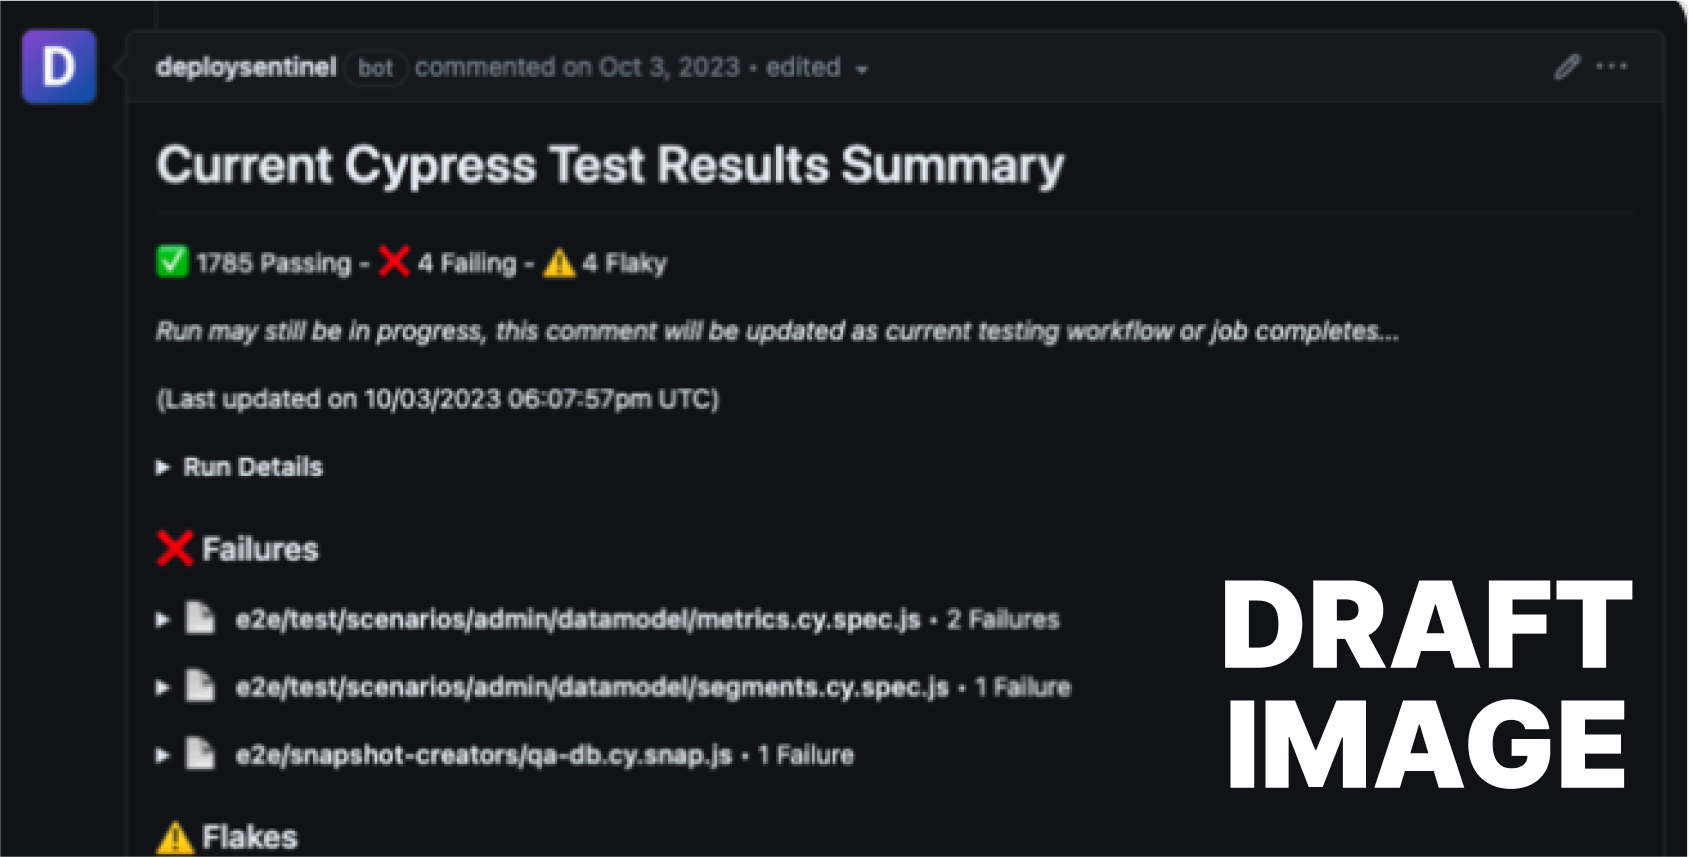 D
deploysentinel bot commented on Oct 3, 2023 • edited
Current Cypress Test Results Summary
✅ 1785 Passing - ❌ 4 Failing - ⚠️ 4 Flaky
Run may still be in progress, this comment will be updated as current testing workflow or job completes...
(Last updated on 10/03/2023 06:07:57pm UTC)
Run Details
❌ Failures
e2e/test/scenarios/admin/datamodel/metrics.cy.spec.js • 2 Failures
e2e/test/scenarios/admin/datamodel/segments.cy.spec.js • 1 Failure
e2e/snapshot-creators/qa-db.cy.snap.js • 1 Failure
⚠️ Flakes
DRAFT
IMAGE